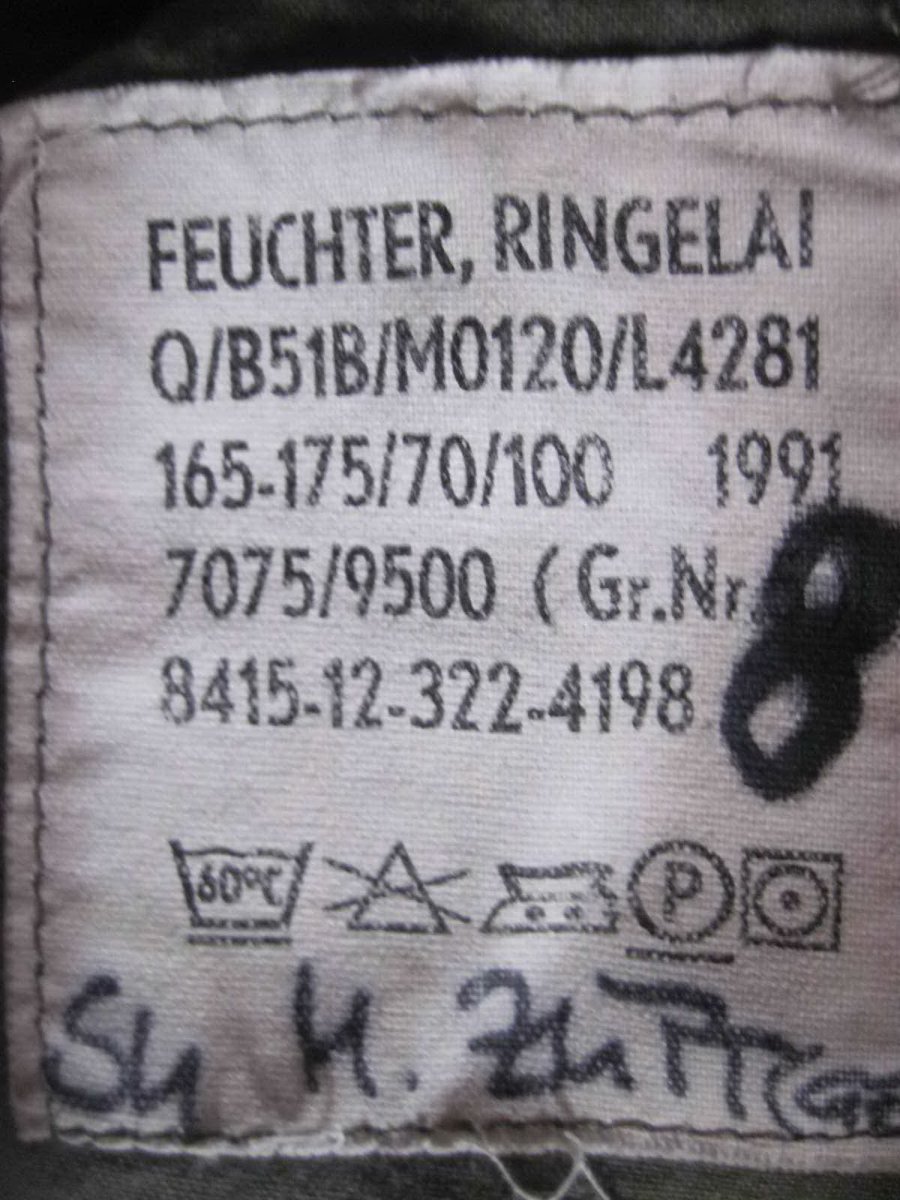 FEUCHTER, RINGELAI
Q/B51B/M0120/L4281
165-175/70/100 1991
7075/9500 (Gr.Nr. 8
8415-12-322-4198
60°C P